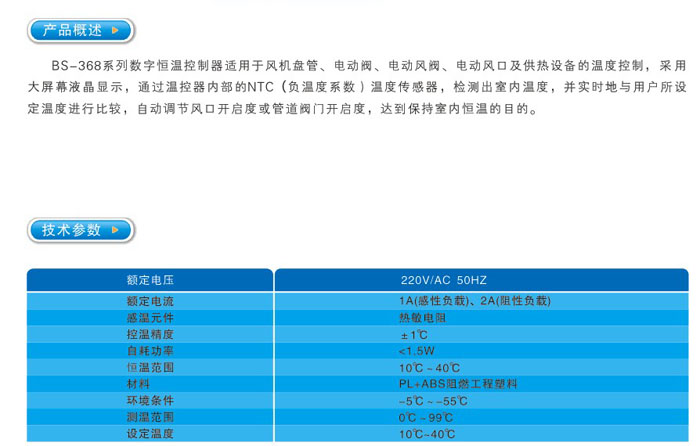 产品概述
BS-368系列数字恒温控制器适用于风机盘管、电动阀、电动风阀、电动风口及供热设备的温度控制，采用
大屏幕液晶显示，通过温控器内部的NTC（负温度系数）温度传感器，检测出室内温度，并实时地与用户所设
定温度进行比较，自动调节风口开启度或管道阀门开启度，达到保持室内恒温的目的。
技术参数
额定电压 220V/AC 50HZ
额定电流 1A(感性负载)、2A(阻性负载)
感温元件 热敏电阻
控温精度 ±1℃
自耗功率 <1.5W
恒温范围 10℃～40℃
材料 PL+ABS阻燃工程塑料
环境条件 -5℃～-55℃
测温范围 0℃～99℃
设定温度 10℃~40℃